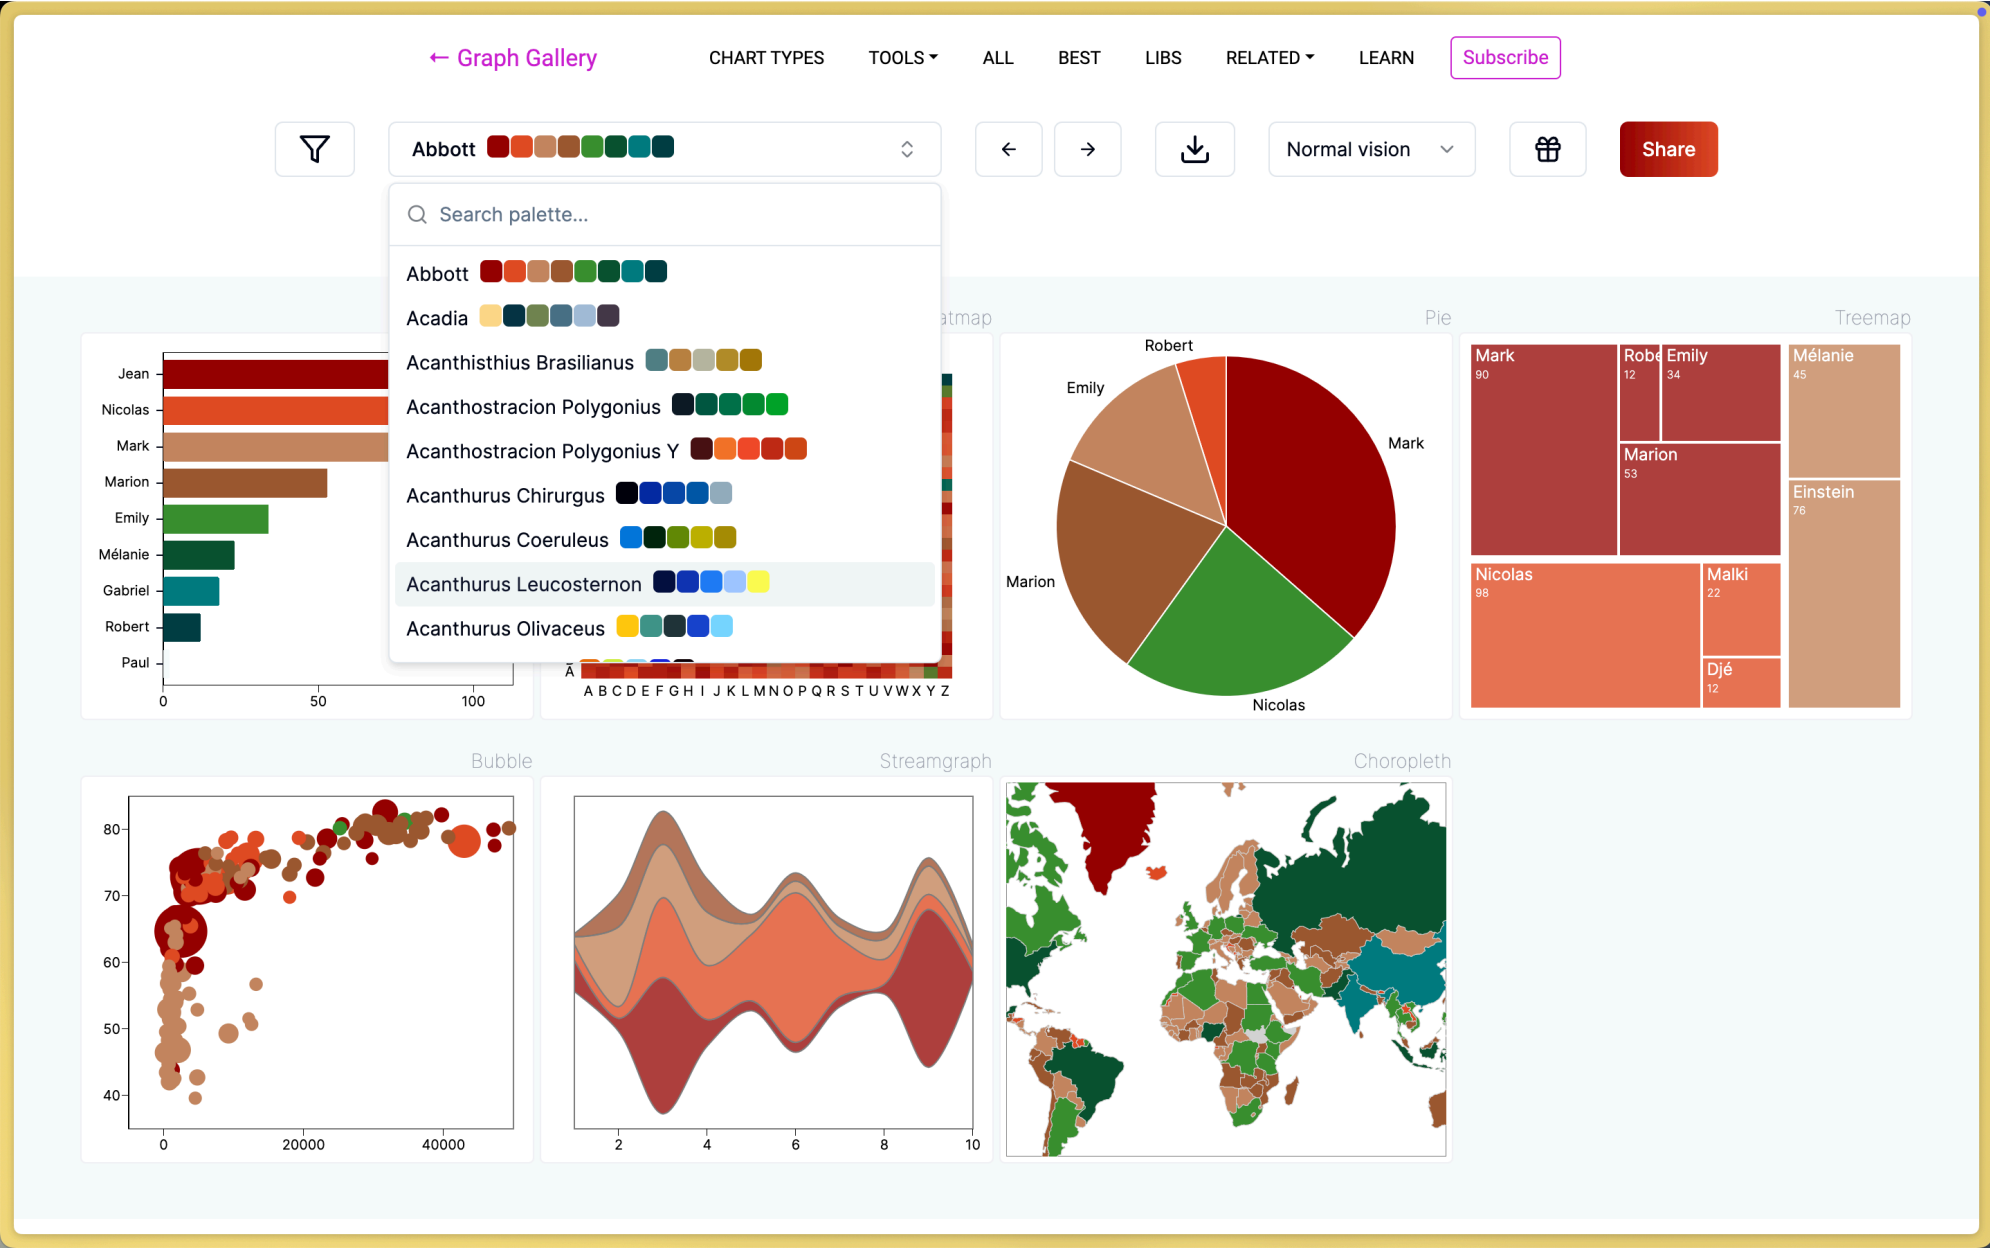 ← Graph Gallery
CHART TYPES
TOOLS
ALL
BEST
LIBS
RELATED
LEARN
Subscribe
Abbott
Normal vision
Share
Search palette...
Abbott
Acadia
Acanthisthius Brasilianus
Acanthostracion Polygonius
Acanthostracion Polygonius Y
Acanthurus Chirurgus
Acanthurus Coeruleus
Acanthurus Leucosternon
Acanthurus Olivaceus
Jean
Nicolas
Mark
Marion
Emily
Mélanie
Gabriel
Robert
Paul
0 50 100
atmap
A
A B C D E F G H I J K L M N O P Q R S T U V W X Y Z
Pie
Robert
Emily
Mark
Marion
Nicolas
Treemap
Mark
90
Robe
12
Emily
34
Mélanie
45
Marion
53
Einstein
76
Nicolas
98
Malki
22
Djé
12
Bubble
80
70
60
50
40
0 20000 40000
Streamgraph
2 4 6 8 10
Choropleth